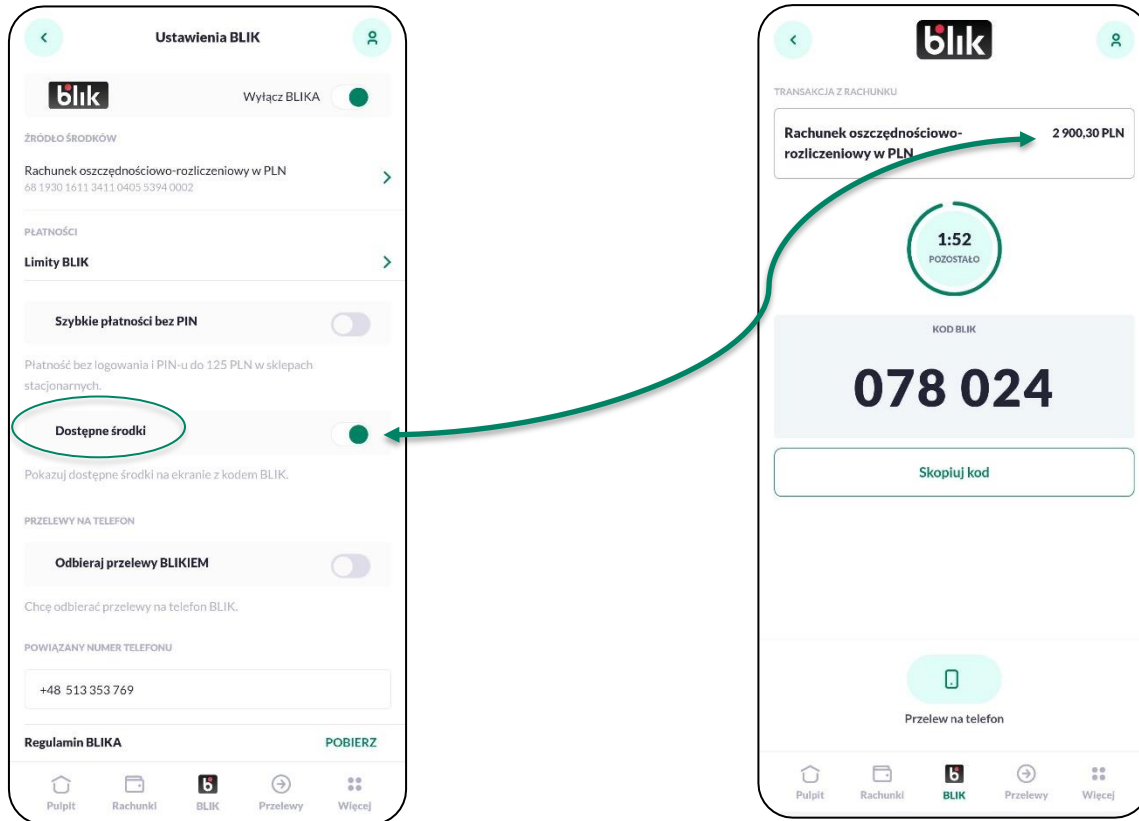 Ustawienia BLIK
blik
Wyłącz BLIKA
ŹRÓDŁO ŚRODKÓW
Rachunek oszczędnościowo-rozliczeniowy w PLN
68 1930 1611 3411 0405 5394 0002
PŁATNOŚCI
Limity BLIK
Szybkie płatności bez PIN
Płatność bez logowania i PIN-u do 125 PLN w sklepach
stacjonarnych.
Dostępne środki
Pokazuj dostępne środki na ekranie z kodem BLIK.
PRZELEWY NA TELEFON
Odbieraj przelewy BLIKIEM
Chcę odbierać przelewy na telefon BLIK.
POWIĄZANY NUMER TELEFONU
+48 513 353 769
Regulamin BLIKA POBIERZ
Pulpit Rachunki BLIK Przelewy Więcej
blik
TRANSAKCJA Z RACHUNKU
Rachunek oszczędnościowo- 2 900,30 PLN
rozliczeniowy w PLN
1:52
POZOSTAŁO
KOD BLIK
078 024
Skopiuj kod
Przelew na telefon
Pulpit Rachunki BLIK Przelewy Więcej